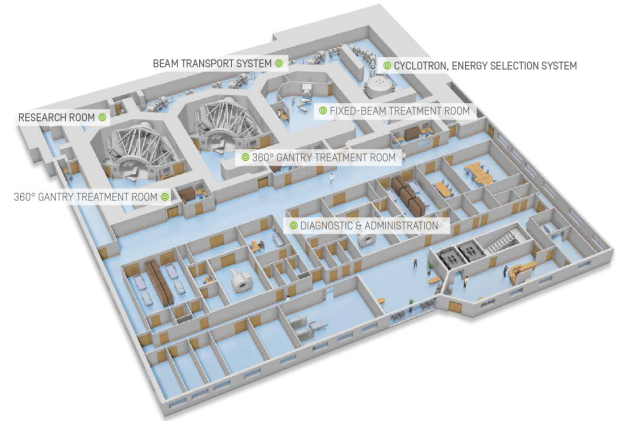 BEAM TRANSPORT SYSTEM
CYCLOTRON, ENERGY SELECTION SYSTEM
RESEARCH ROOM
FIXED-BEAM TREATMENT ROOM
360° GANTRY TREATMENT ROOM
360° GANTRY TREATMENT ROOM
DIAGNOSTIC & ADMINISTRATION